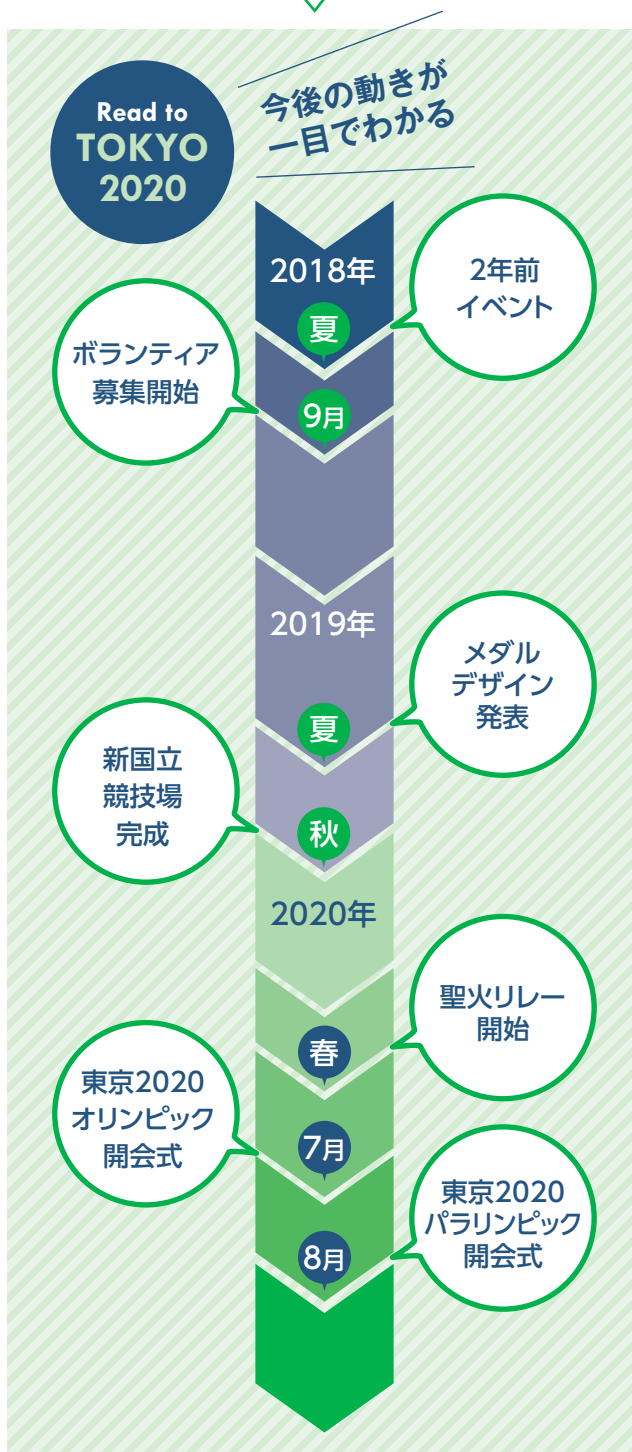 Read to
TOKYO
2020
今後の動きが
一目でわかる
2018年
夏
2年前
イベント
9月
ボランティア
募集開始
2019年
夏
メダル
デザイン
発表
秋
新国立
競技場
完成
2020年
春
聖火リレー
開始
7月
東京2020
オリンピック
開会式
8月
東京2020
パラリンピック
開会式